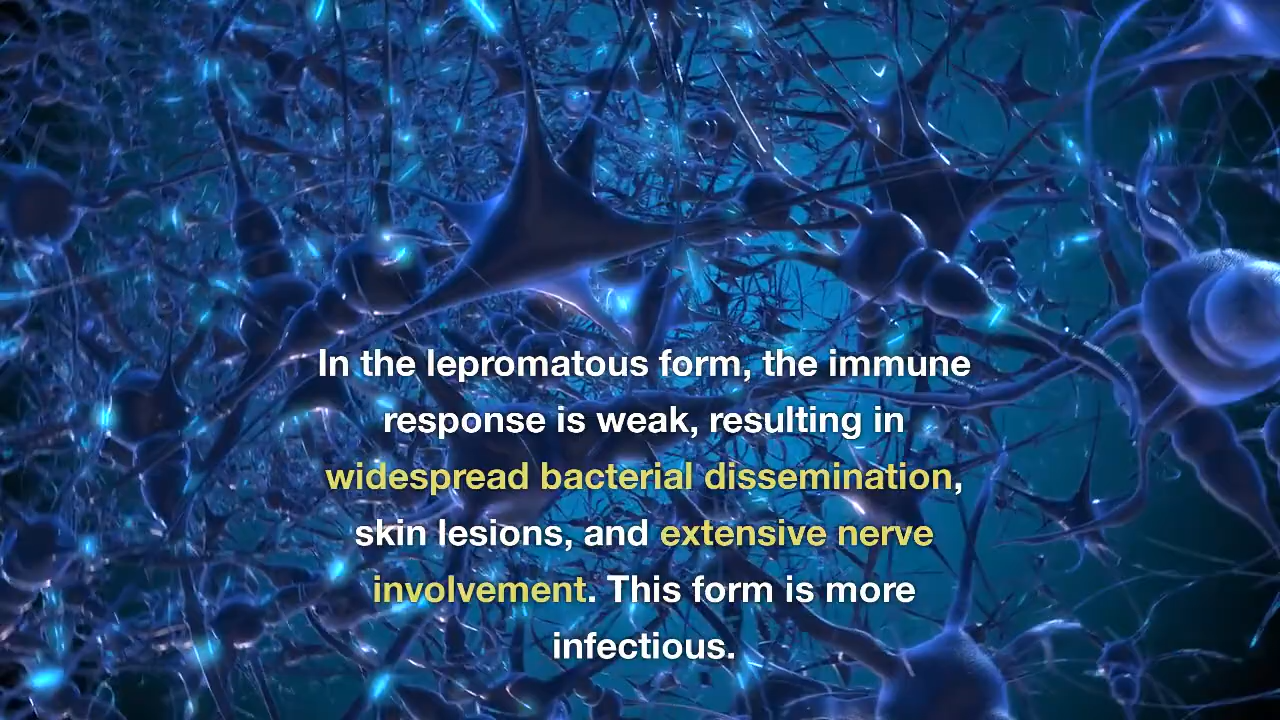 In the lepromatous form, the immune
response is weak, resulting in
widespread bacterial dissemination,
skin lesions, and extensive nerve
involvement. This form is more
infectious.